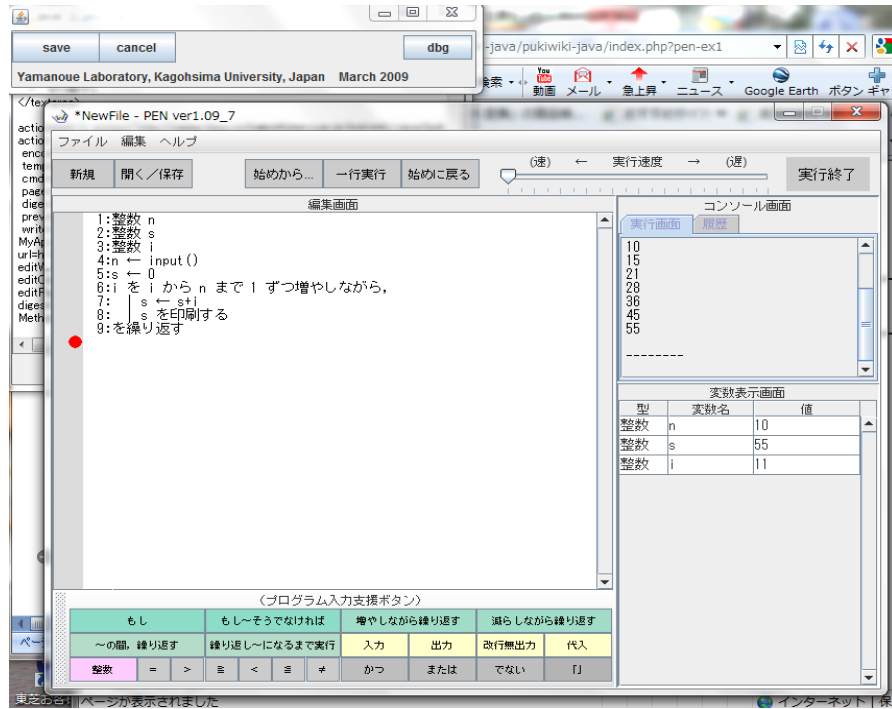 save cancel dbg
Yamanoue Laboratory, Kagohsima University, Japan March 2009
-java/pukiwiki-java/index.php?pen-ex1
検索 動画 メール 急上昇 ニュース Google Earth ボタン ギャ
*NewFile - PEN ver1.09_7
ファイル 編集 ヘルプ
新規 開く／保存 始めから... 一行実行 始めに戻る (速) ← 実行速度 → (遅) 実行終了
編集画面
1:整数 n
2:整数 s
3:整数 i
4:n ← input()
5:s ← 0
6:i を i から n まで 1 ずつ増やしながら,
7: | s ← s+i
8: | s を印刷する
9:を繰り返す
コンソール画面
実行画面 履歴
10
15
21
28
36
45
55
--------
変数表示画面
型 変数名 値
整数 n 10
整数 s 55
整数 i 11
(プログラム入力支援ボタン)
もし もし～そうでなければ 増やしながら繰り返す 減らしながら繰り返す
～の間, 繰り返す 繰り返し～になるまで実行 入力 出力 改行無出力 代入
整数 = > ≧ < ≦ ≠ かつ または でない 「」
ページが表示されました
インターネット | 保